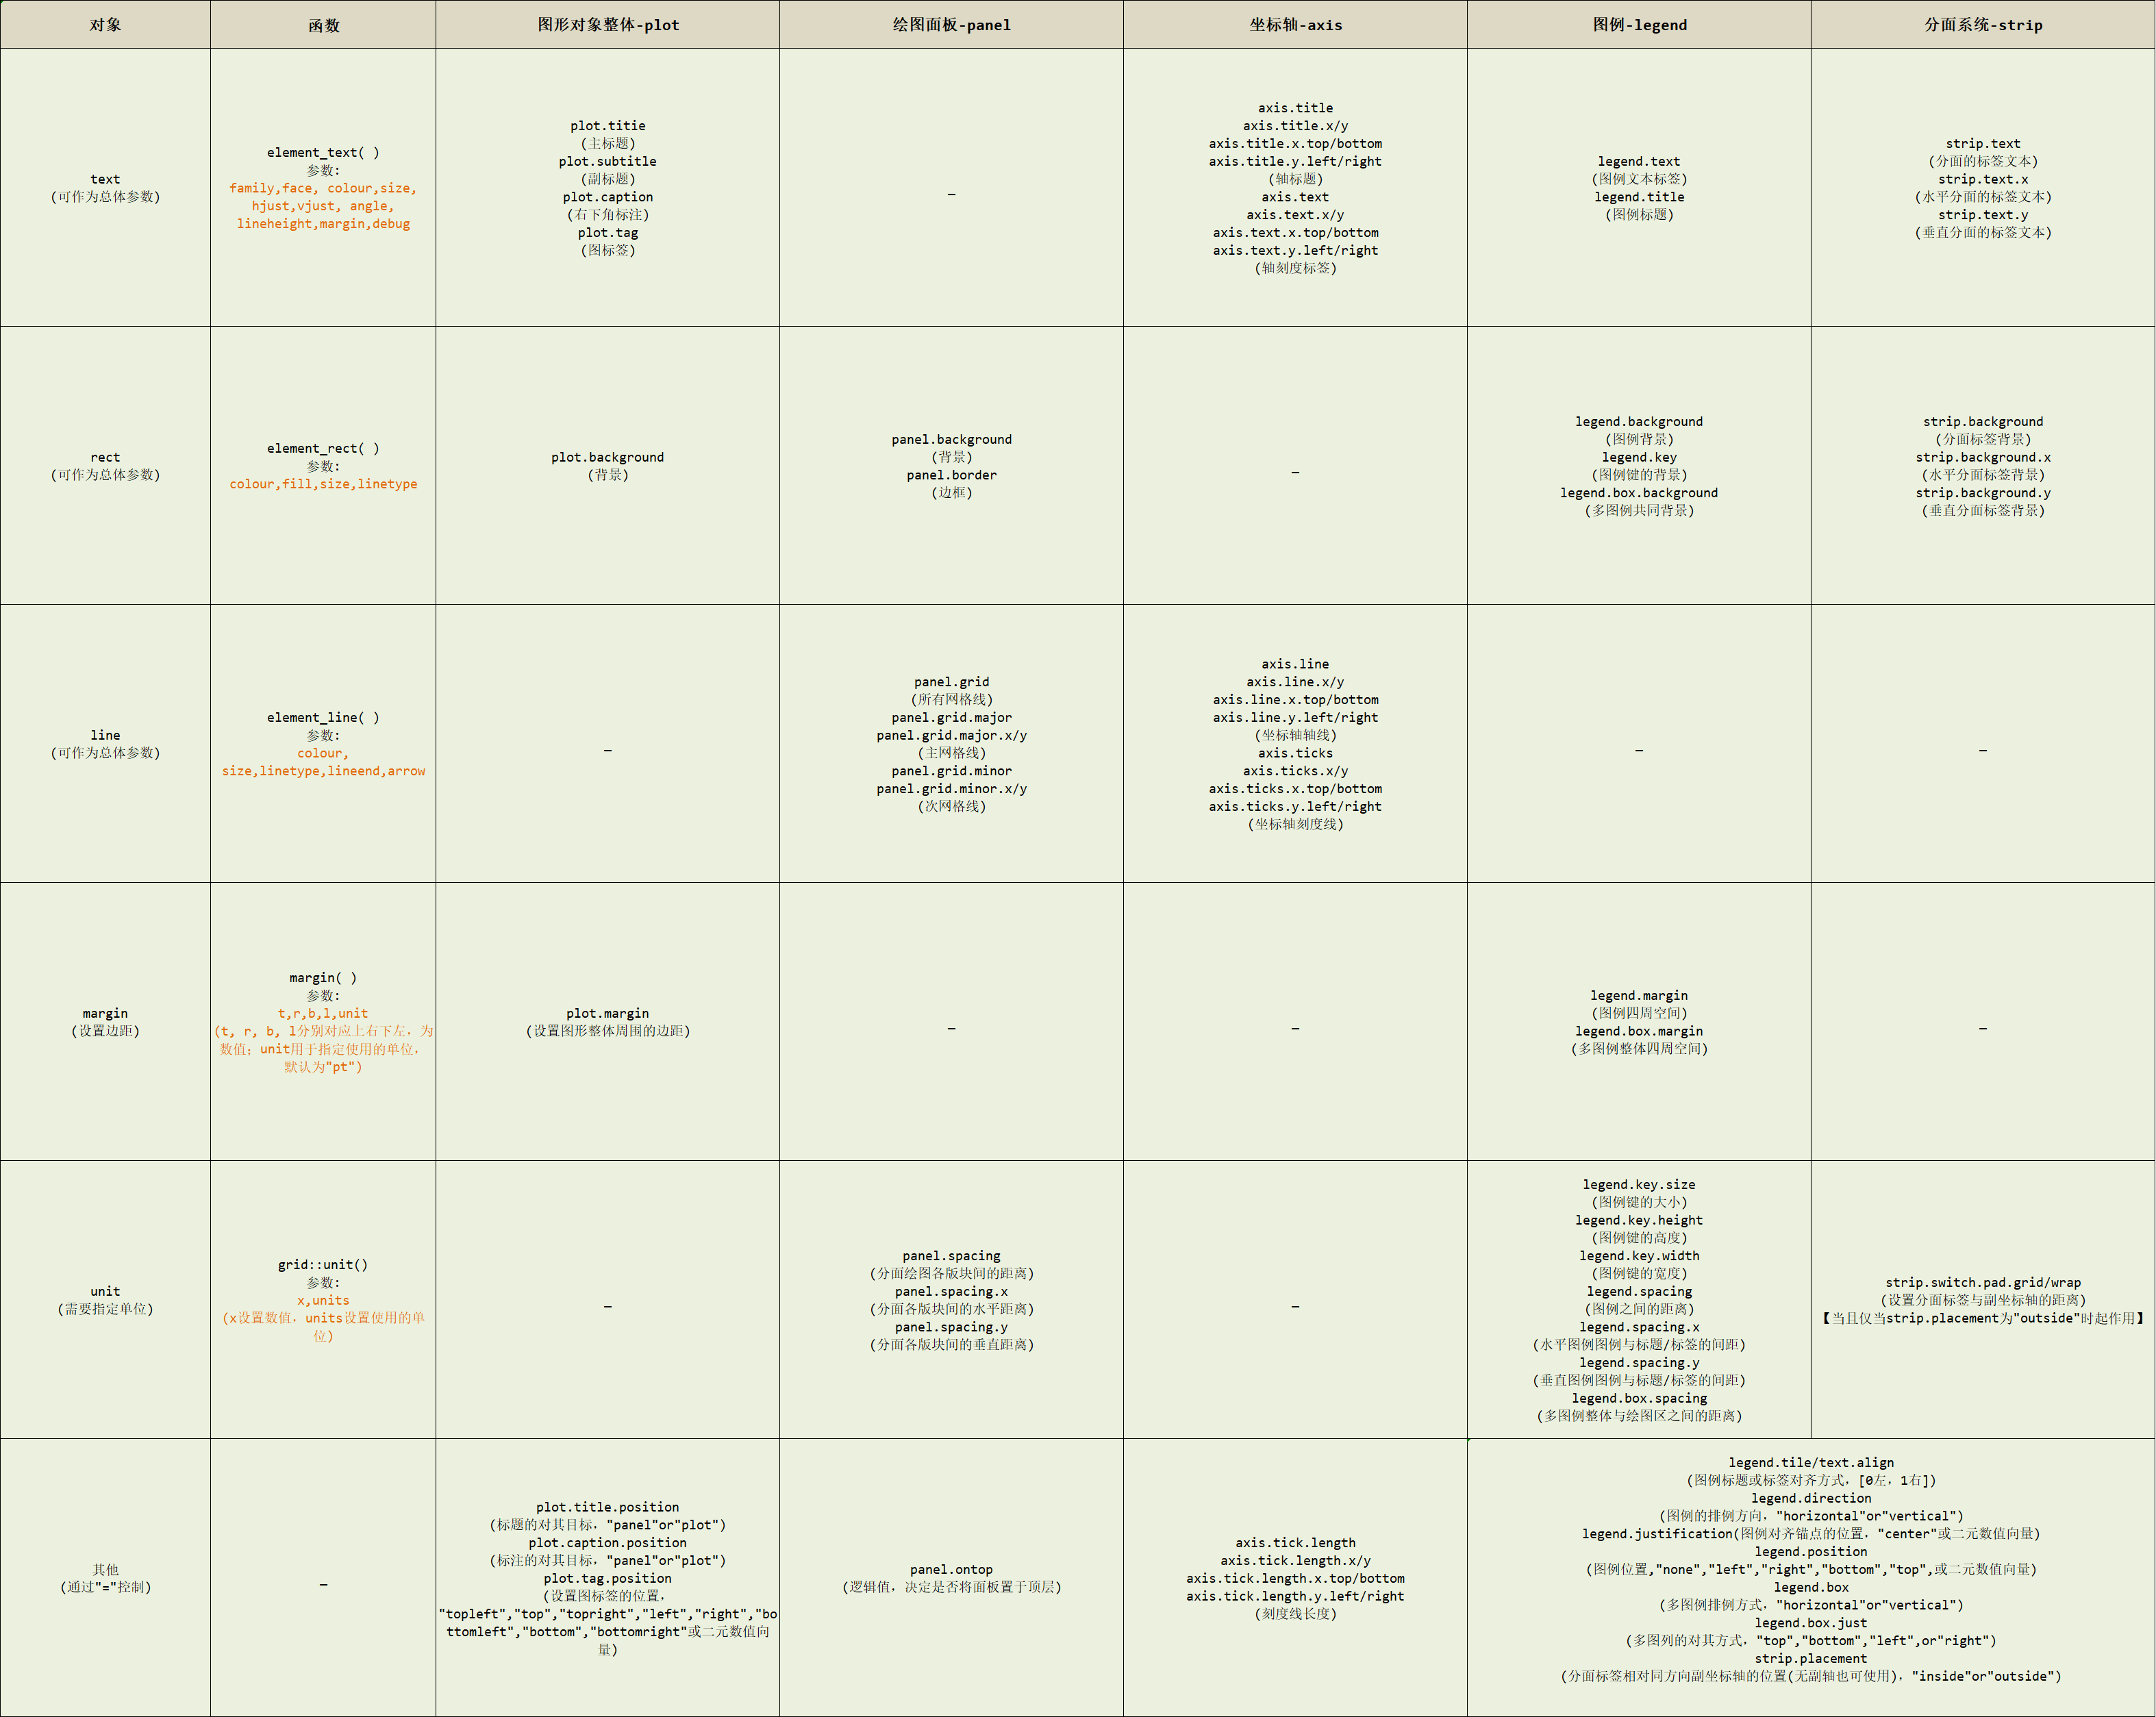 对象
函数
图形对象整体-plot
绘图面板-panel
坐标轴-axis
图例-legend
分面系统-strip
text
(可作为总体参数)
element_text( )
参数:
family,face, colour,size,
hjust,vjust, angle,
lineheight,margin,debug
plot.titie
(主标题)
plot.subtitle
(副标题)
plot.caption
(右下角标注)
plot.tag
(图标签)
–
axis.title
axis.title.x/y
axis.title.x.top/bottom
axis.title.y.left/right
(轴标题)
axis.text
axis.text.x/y
axis.text.x.top/bottom
axis.text.y.left/right
(轴刻度标签)
legend.text
(图例文本标签)
legend.title
(图例标题)
strip.text
(分面的标签文本)
strip.text.x
(水平分面的标签文本)
strip.text.y
(垂直分面的标签文本)
rect
(可作为总体参数)
element_rect( )
参数:
colour,fill,size,linetype
plot.background
(背景)
panel.background
(背景)
panel.border
(边框)
–
legend.background
(图例背景)
legend.key
(图例键的背景)
legend.box.background
(多图例共同背景)
strip.background
(分面标签背景)
strip.background.x
(水平分面标签背景)
strip.background.y
(垂直分面标签背景)
line
(可作为总体参数)
element_line( )
参数:
colour,
size,linetype,lineend,arrow
–
panel.grid
(所有网格线)
panel.grid.major
panel.grid.major.x/y
(主网格线)
panel.grid.minor
panel.grid.minor.x/y
(次网格线)
axis.line
axis.line.x/y
axis.line.x.top/bottom
axis.line.y.left/right
(坐标轴轴线)
axis.ticks
axis.ticks.x/y
axis.ticks.x.top/bottom
axis.ticks.y.left/right
(坐标轴刻度线)
–
–
margin
(设置边距)
margin( )
参数:
t,r,b,l,unit
(t, r, b, l分别对应上右下左，为
数值；unit用于指定使用的单位，
默认为"pt")
plot.margin
(设置图形整体周围的边距)
–
–
legend.margin
(图例四周空间)
legend.box.margin
(多图例整体四周空间)
–
unit
(需要指定单位)
grid::unit()
参数:
x,units
(x设置数值，units设置使用的单
位)
–
panel.spacing
(分面绘图各版块间的距离)
panel.spacing.x
(分面各版块间的水平距离)
panel.spacing.y
(分面各版块间的垂直距离)
–
legend.key.size
(图例键的大小)
legend.key.height
(图例键的高度)
legend.key.width
(图例键的宽度)
legend.spacing
(图例之间的距离)
legend.spacing.x
(水平图例图例与标题/标签的间距)
legend.spacing.y
(垂直图例图例与标题/标签的间距)
legend.box.spacing
(多图例整体与绘图区之间的距离)
strip.switch.pad.grid/wrap
(设置分面标签与副坐标轴的距离)
【当且仅当strip.placement为"outside"时起作用】
其他
(通过"="控制)
–
plot.title.position
(标题的对其目标，"panel"or"plot")
plot.caption.position
(标注的对其目标，"panel"or"plot")
plot.tag.position
(设置图标签的位置，
"topleft","top","topright","left","right","bo
ttomleft","bottom","bottomright"或二元数值向
量)
panel.ontop
(逻辑值，决定是否将面板置于顶层)
axis.tick.length
axis.tick.length.x/y
axis.tick.length.x.top/bottom
axis.tick.length.y.left/right
(刻度线长度)
legend.tile/text.align
(图例标题或标签对齐方式，[0左，1右])
legend.direction
(图例的排例方向，"horizontal"or"vertical")
legend.justification(图例对齐锚点的位置，"center"或二元数值向量)
legend.position
(图例位置,"none","left","right","bottom","top",或二元数值向量)
legend.box
(多图例排例方式，"horizontal"or"vertical")
legend.box.just
(多图列的对其方式，"top","bottom","left",or"right")
strip.placement
(分面标签相对同方向副坐标轴的位置(无副轴也可使用)，"inside"or"outside")